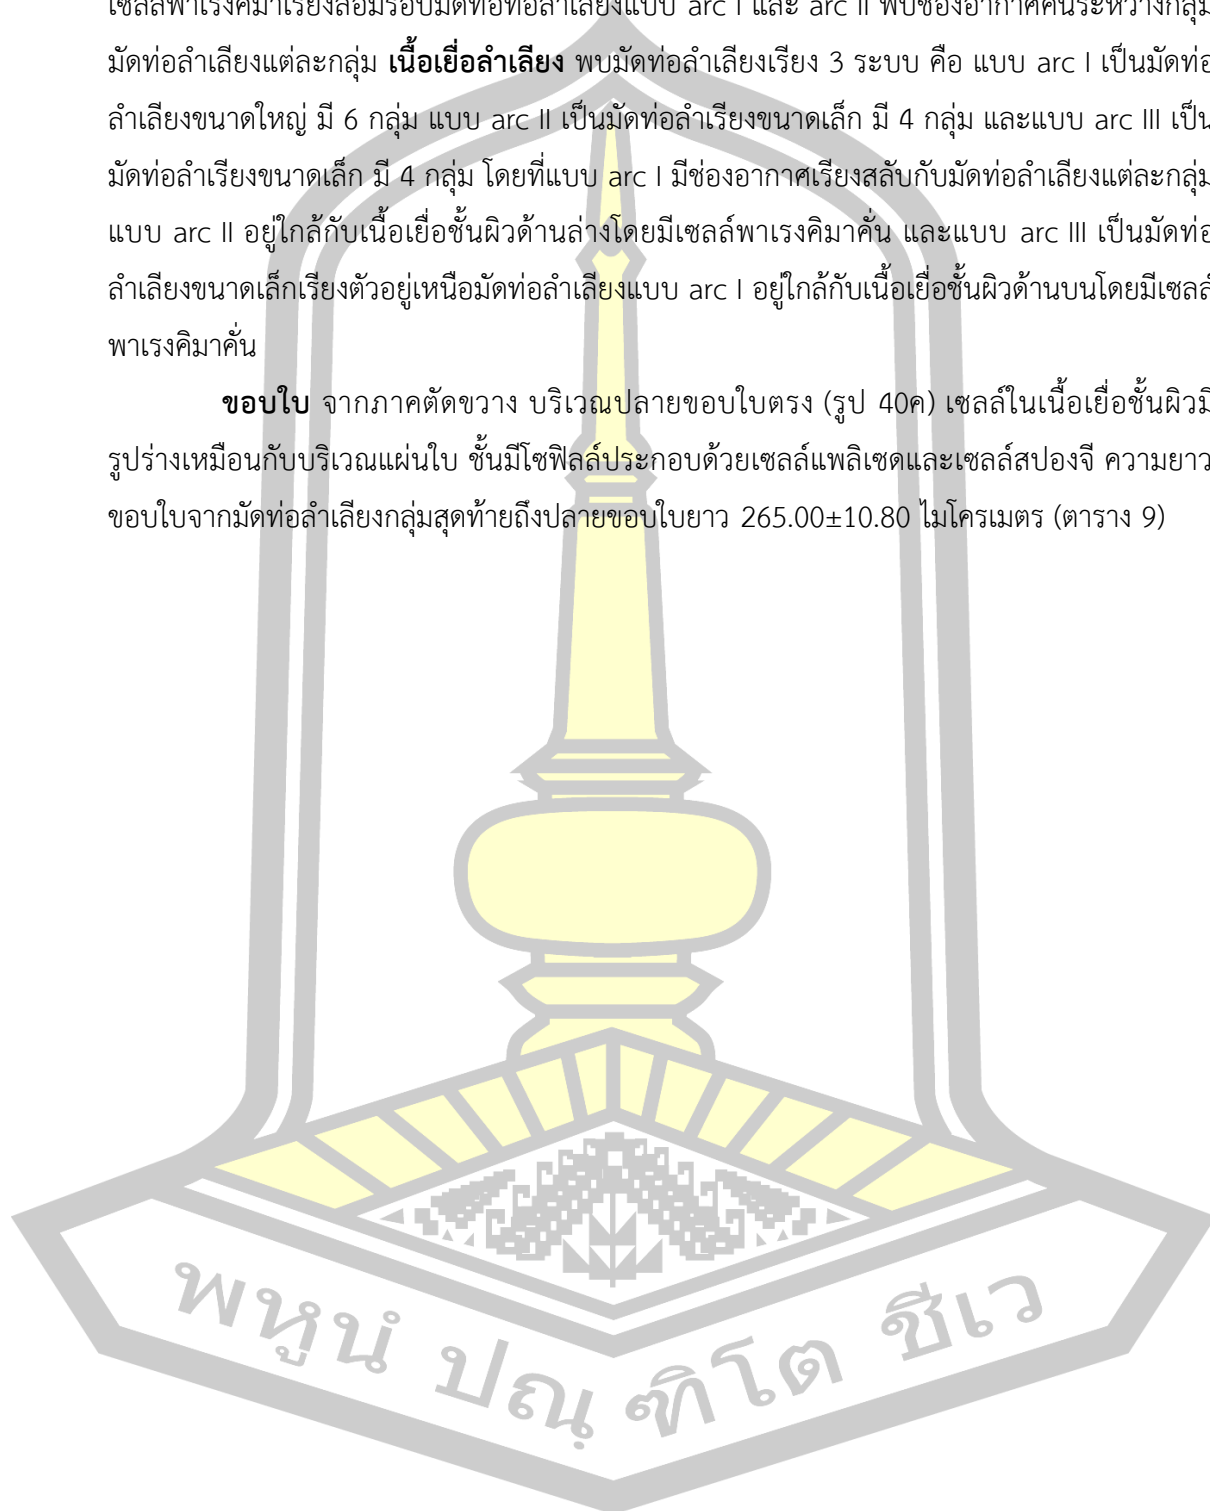 เซลล์พาเรงคิมาเรียงล้อมรอบมัดท่อท่อลำเลียงแบบ arc I และ arc II พบช่องอากาศคั่นระหว่างกลุ่ม
มัดท่อลำเลียงแต่ละกลุ่ม เนื้อเยื่อลำเลียง พบมัดท่อลำเลียงเรียง 3 ระบบ คือ แบบ arc I เป็นมัดท่อ
ลำเลียงขนาดใหญ่ มี 6 กลุ่ม แบบ arc II เป็นมัดท่อลำเรียงขนาดเล็ก มี 4 กลุ่ม และแบบ arc III เป็น
มัดท่อลำเรียงขนาดเล็ก มี 4 กลุ่ม โดยที่แบบ arc I มีช่องอากาศเรียงสลับกับมัดท่อลำเลียงแต่ละกลุ่ม
แบบ arc II อยู่ใกล้กับเนื้อเยื่อชั้นผิวด้านล่างโดยมีเซลล์พาเรงคิมาคั่น และแบบ arc III เป็นมัดท่อ
ลำเลียงขนาดเล็กเรียงตัวอยู่เหนือมัดท่อลำเลียงแบบ arc I อยู่ใกล้กับเนื้อเยื่อชั้นผิวด้านบนโดยมีเซลล์
พาเรงคิมาคั่น
ขอบใบ จากภาคตัดขวาง บริเวณปลายขอบใบตรง (รูป 40ค) เซลล์ในเนื้อเยื่อชั้นผิวมี
รูปร่างเหมือนกับบริเวณแผ่นใบ ชั้นมีโซฟิลล์ประกอบด้วยเซลล์แพลิเซดและเซลล์สปองจี ความยาว
ขอบใบจากมัดท่อลำเลียงกลุ่มสุดท้ายถึงปลายขอบใบยาว 265.00±10.80 ไมโครเมตร (ตาราง 9)
พหูนํ ปณฺฑิโต ชีเว